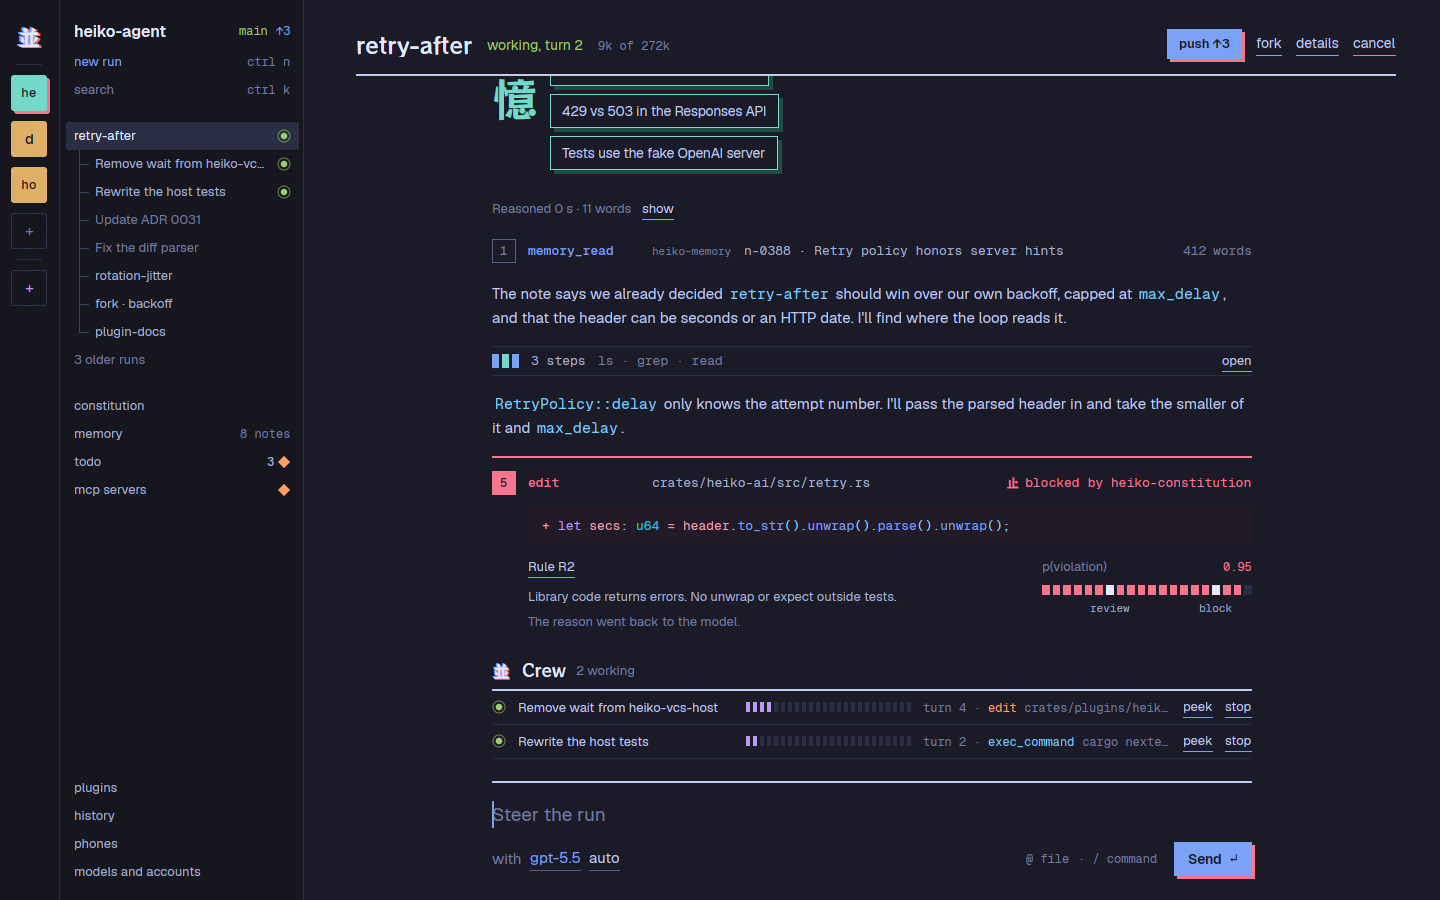 heiko-agent main ↑3
new run ctrl n
search ctrl k
he
d
ho
+
+
retry-after
Remove wait from heiko-vc…
Rewrite the host tests
Update ADR 0031
Fix the diff parser
rotation-jitter
fork · backoff
plugin-docs
3 older runs
constitution
memory 8 notes
todo 3
mcp servers
plugins
history
phones
models and accounts
retry-after working, turn 2 9k of 272k
push ↑3 fork details cancel
憶
429 vs 503 in the Responses API
Tests use the fake OpenAI server
Reasoned 0 s · 11 words show
1 memory_read heiko-memory n-0388 · Retry policy honors server hints 412 words
The note says we already decided retry-after should win over our own backoff, capped at max_delay,
and that the header can be seconds or an HTTP date. I'll find where the loop reads it.
3 steps ls · grep · read open
RetryPolicy::delay only knows the attempt number. I'll pass the parsed header in and take the smaller of
it and max_delay.
5 edit crates/heiko-ai/src/retry.rs 止 blocked by heiko-constitution
+ let secs: u64 = header.to_str().unwrap().parse().unwrap();
Rule R2 p(violation) 0.95
Library code returns errors. No unwrap or expect outside tests.
review block
The reason went back to the model.
Crew 2 working
Remove wait from heiko-vcs-host turn 4 · edit crates/plugins/heik… peek stop
Rewrite the host tests turn 2 · exec_command cargo nexte… peek stop
Steer the run
with gpt-5.5 auto @ file · / command Send ↵